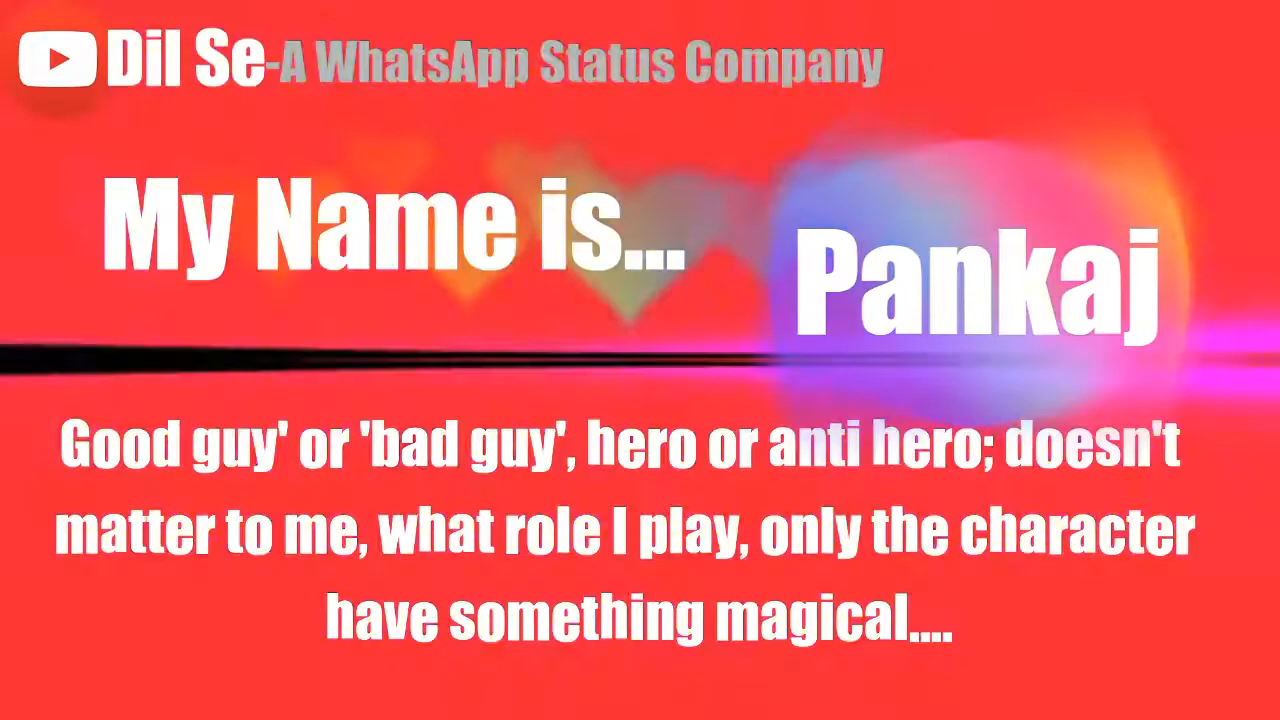 Dil Se-A WhatsApp Status Company
My Name is...
Pankaj
Good guy' or 'bad guy', hero or anti hero; doesn't
matter to me, what role I play, only the character
have something magical....